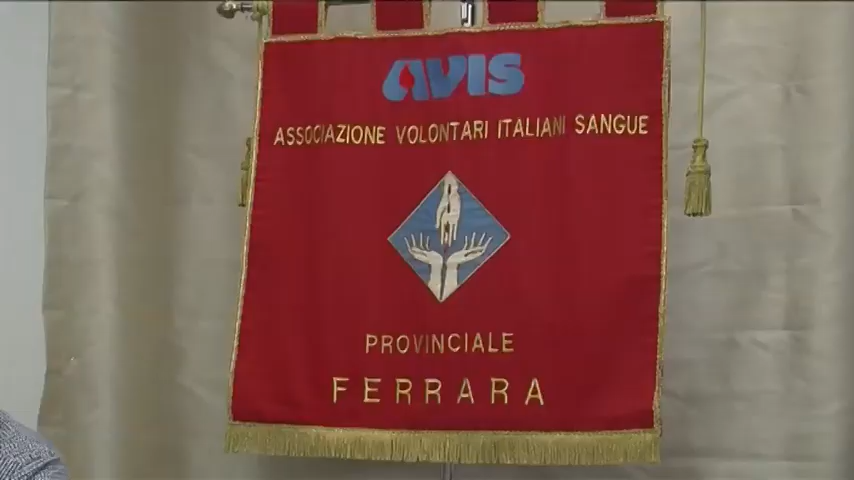 AVIS
ASSOCIAZIONE VOLONTARI ITALIANI SANGUE
PROVINCIALE
FERRARA